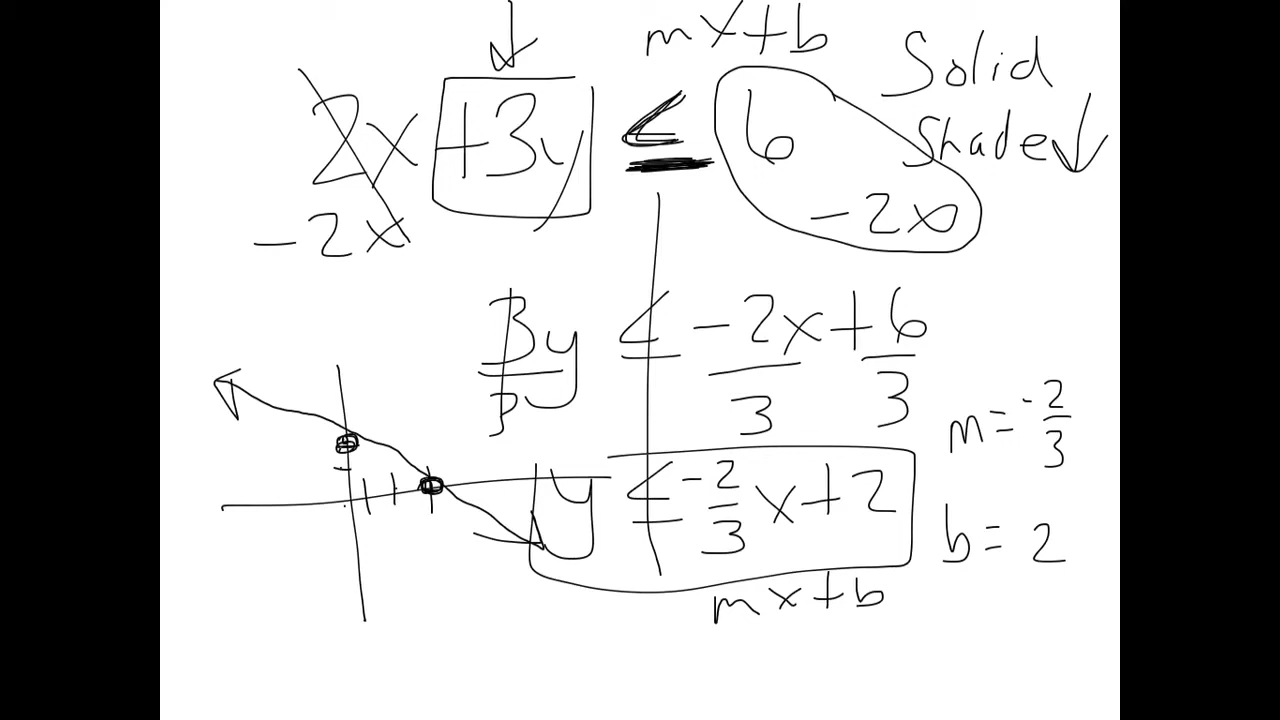 mx+b
Solid
2x +3y ≤ 6 Shade↓
-2x -2x
3y ≤ -2x + 6
3 3 3
m = -2/3
y ≤ -2/3 x + 2
b = 2
mx+b